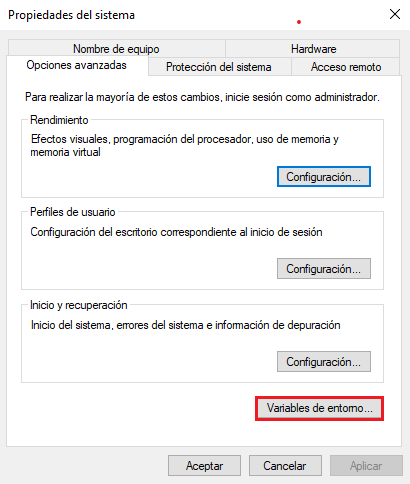 Propiedades del sistema
Nombre de equipo
Hardware
Opciones avanzadas
Protección del sistema
Acceso remoto
Para realizar la mayoría de estos cambios, inicie sesión como administrador.
Rendimiento
Efectos visuales, programación del procesador, uso de memoria y
memoria virtual
Configuración...
Perfiles de usuario
Configuración del escritorio correspondiente al inicio de sesión
Configuración...
Inicio y recuperación
Inicio del sistema, errores del sistema e información de depuración
Configuración...
Variables de entorno...
Aceptar
Cancelar
Aplicar